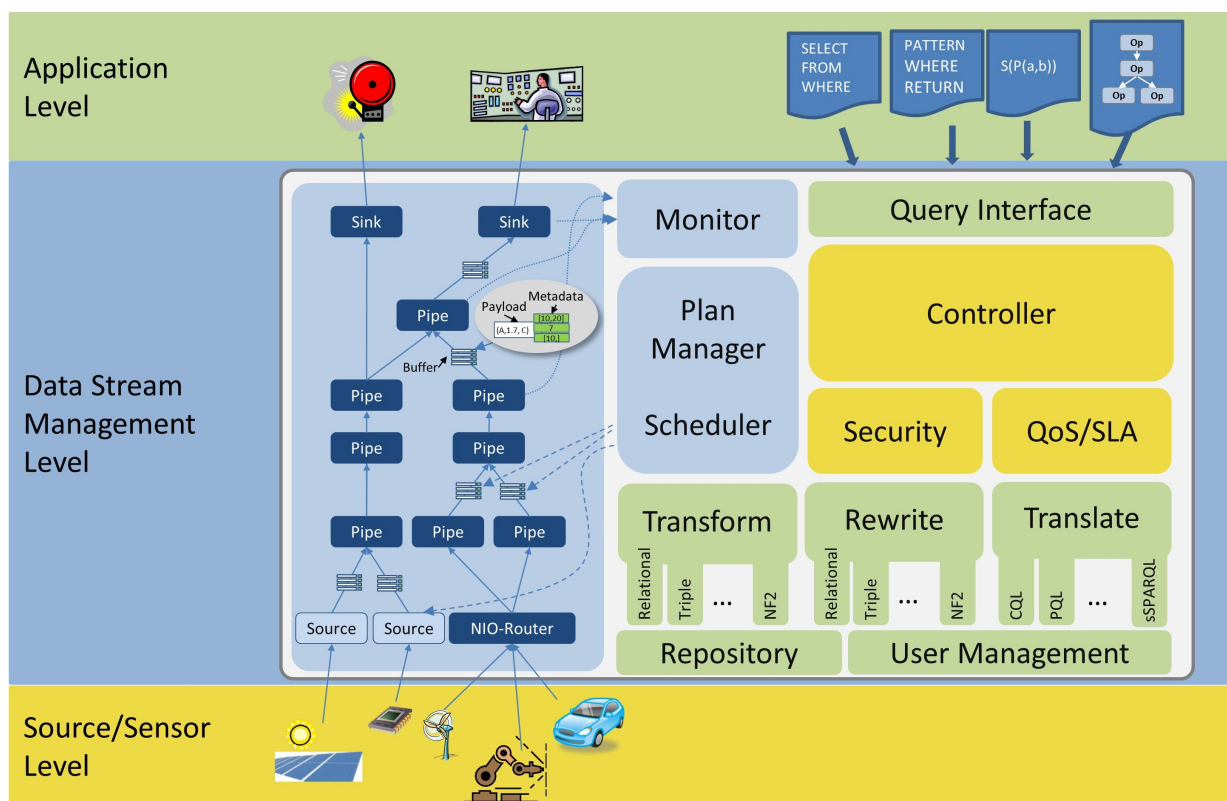 Application
Level
SELECT
FROM
WHERE
PATTERN
WHERE
RETURN
S(P(a,b))
Op
Op
Op
Op
Data Stream
Management
Level
Sink
Sink
Pipe
Payload
Metadata
(A,1.7, C)
[10,20]
7
[10,]
Buffer
Pipe
Pipe
Pipe
Pipe
Pipe
Pipe
Pipe
Source
Source
NIO-Router
Monitor
Plan
Manager
Scheduler
Query Interface
Controller
Security
QoS/SLA
Transform
Relational
Triple
...
NF2
Rewrite
Relational
Triple
...
NF2
Translate
CQL
PQL
...
sSPARQL
Repository
User Management
Source/Sensor
Level